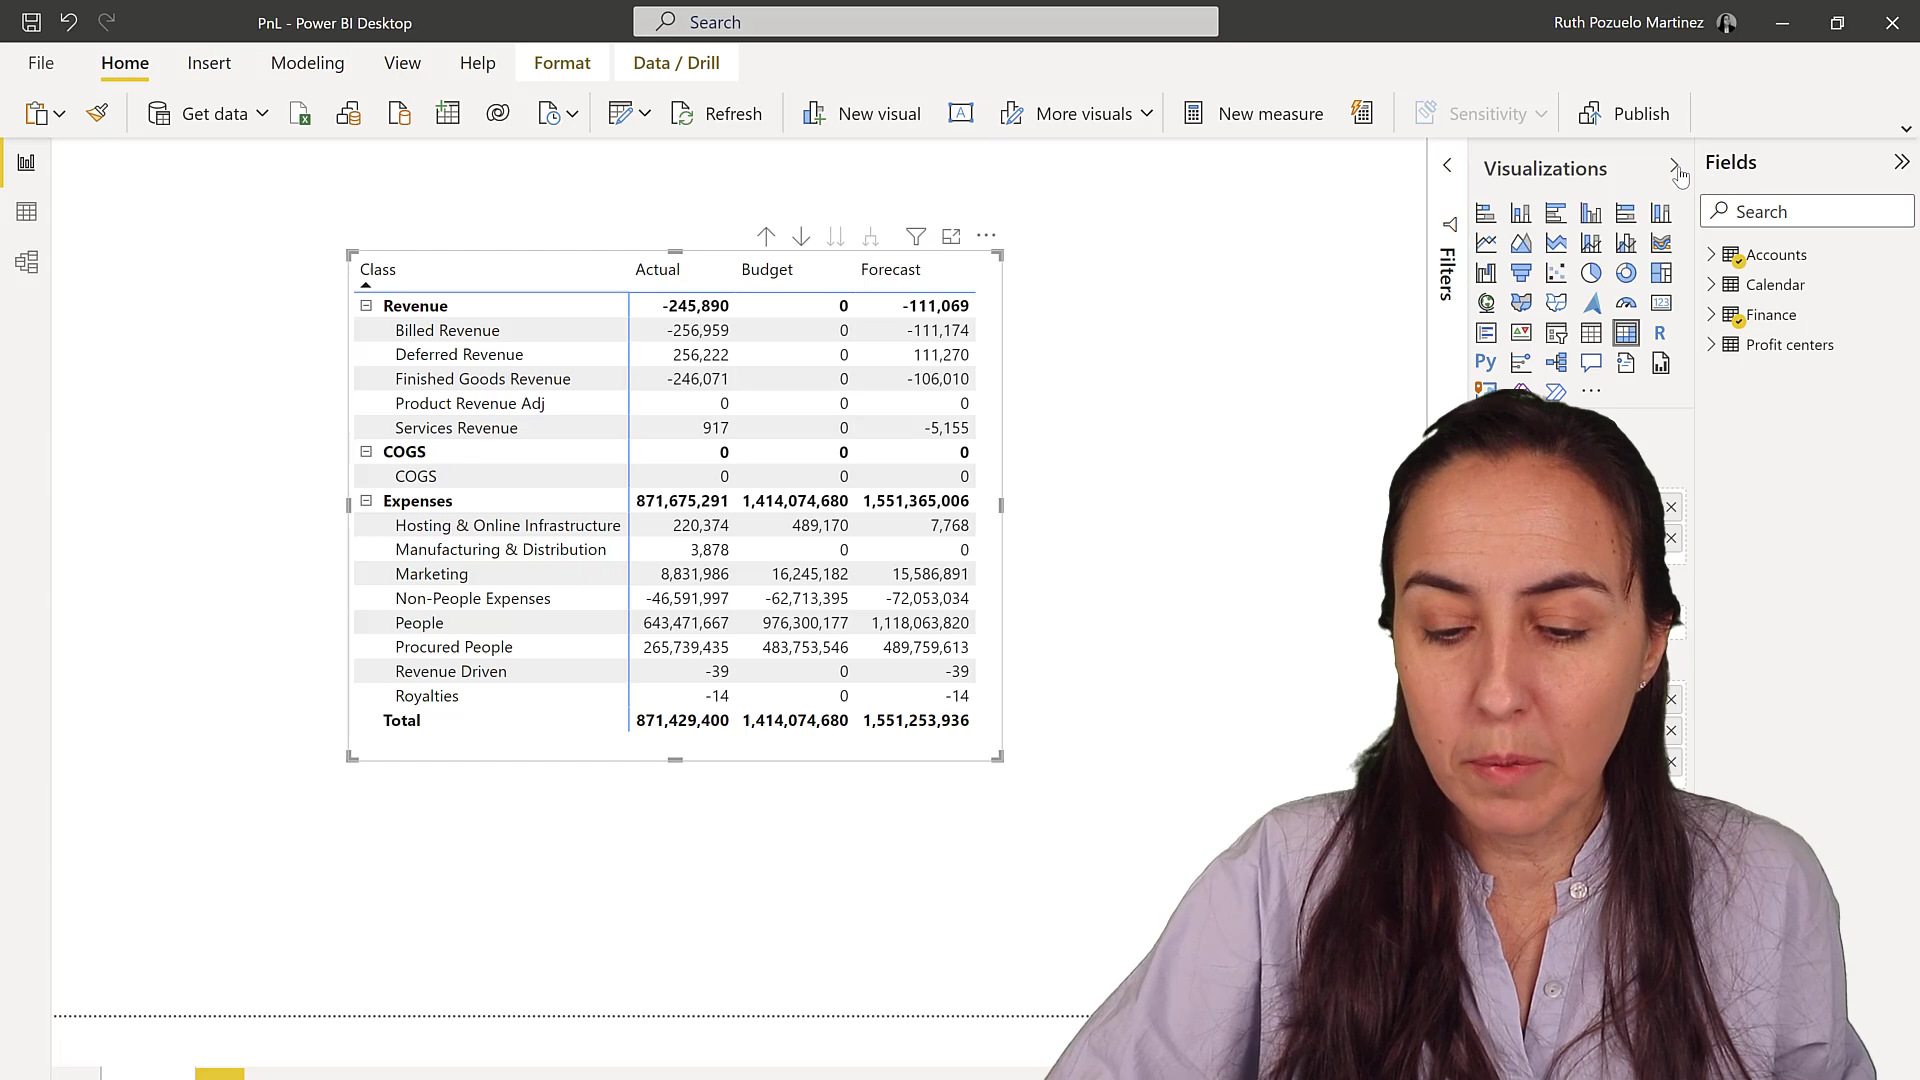 PnL - Power BI Desktop
Search
Ruth Pozuelo Martinez
File Home Insert Modeling View Help Format Data / Drill
Get data Refresh New visual More visuals New measure Sensitivity Publish
Visualizations
Fields
Search
Filters
Accounts
Calendar
Finance
Profit centers
123
R
Py
Class Actual Budget Forecast
Revenue -245,890 0 -111,069
Billed Revenue -256,959 0 -111,174
Deferred Revenue 256,222 0 111,270
Finished Goods Revenue -246,071 0 -106,010
Product Revenue Adj 0 0 0
Services Revenue 917 0 -5,155
COGS 0 0 0
COGS 0 0 0
Expenses 871,675,291 1,414,074,680 1,551,365,006
Hosting & Online Infrastructure 220,374 489,170 7,768
Manufacturing & Distribution 3,878 0 0
Marketing 8,831,986 16,245,182 15,586,891
Non-People Expenses -46,591,997 -62,713,395 -72,053,034
People 643,471,667 976,300,177 1,118,063,820
Procured People 265,739,435 483,753,546 489,759,613
Revenue Driven -39 0 -39
Royalties -14 0 -14
Total 871,429,400 1,414,074,680 1,551,253,936